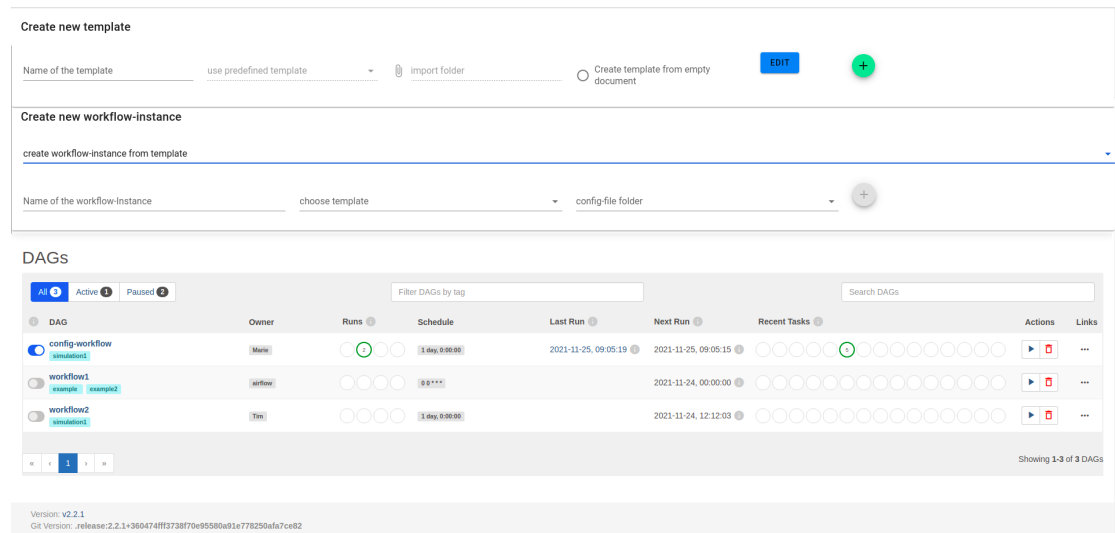 Create new template
Name of the template use predefined template import folder Create template from empty document EDIT +
Create new workflow-instance
create workflow-instance from template
Name of the workflow-Instance choose template config-file folder +
DAGs
All 3 Active 1 Paused 2 Filter DAGs by tag Search DAGs
DAG Owner Runs Schedule Last Run Next Run Recent Tasks Actions Links
config-workflow
simulation1 Marie 2 1 day, 0:00:00 2021-11-25, 09:05:19 2021-11-25, 09:05:15 5 ...
workflow1
example example2 airflow 0 0 * * * 2021-11-24, 00:00:00 ...
workflow2
simulation1 Tim 1 day, 0:00:00 2021-11-24, 12:12:03 ...
« ‹ 1 › » Showing 1-3 of 3 DAGs
Version: v2.2.1
Git Version: .release:2.2.1+360474fff3738f70e95580a91e778250afa7ce82